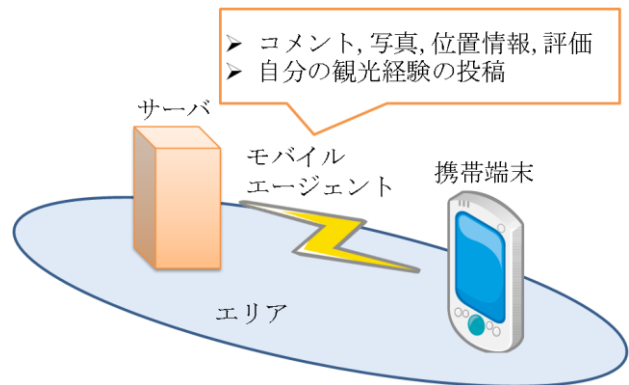 ➢ コメント, 写真, 位置情報, 評価
➢ 自分の観光経験の投稿
サーバ
モバイル
エージェント
携帯端末
エリア